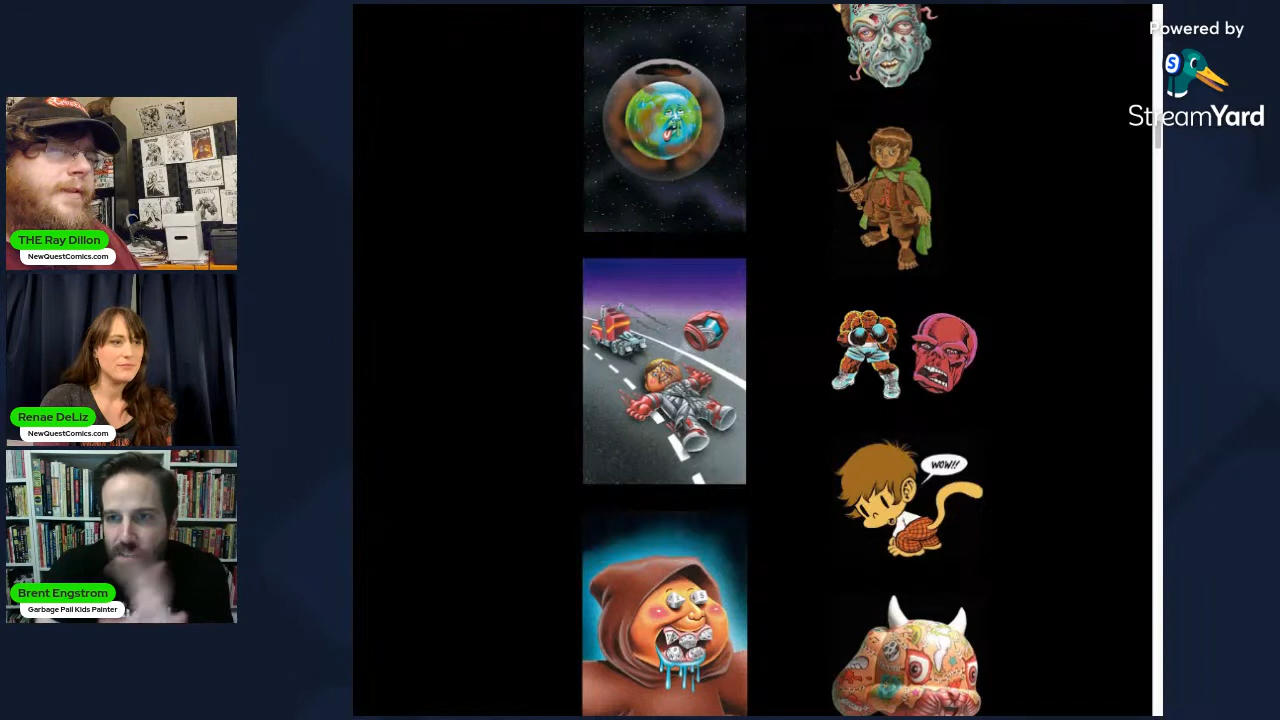 THE Ray Dillon
NewQuestComics.com
Renae DeLiz
NewQuestComics.com
Brent Engstrom
Garbage Pail Kids Painter
WOW!!
Powered by
S
StreamYard